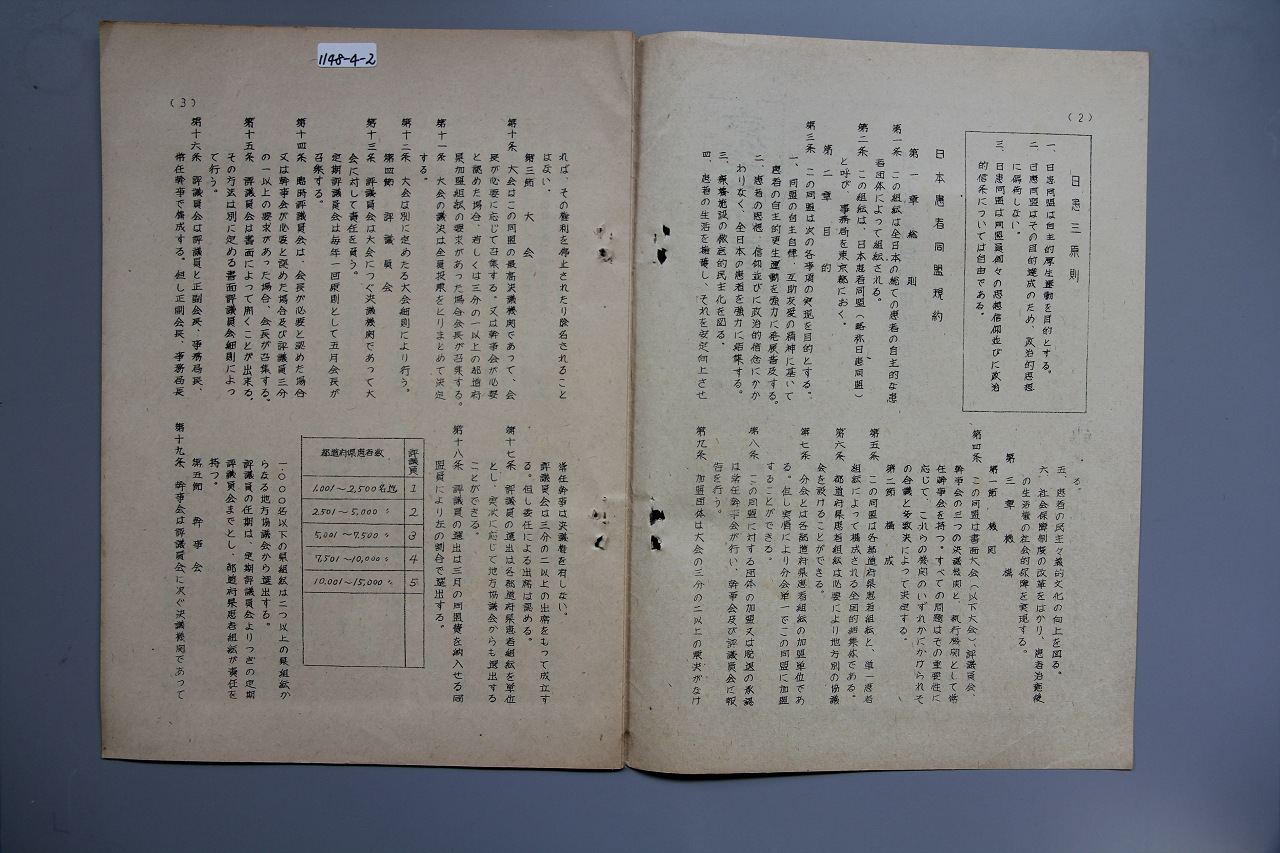 1148-4-2
(2)
日患三原則
一、日患同盟は自主的厚生運動を目的とする。
二、日患同盟はその目的達成のため、政治的思想
に偏向しない。
三、日患同盟は同盟員個々の思想信仰並びに政治
的信条については自由である。
日本患者同盟規約
第一章 総則
第一条 この組織は全日本の総ての患者の自主的な患
者団体によって組織される。
第二条 この組織は、日本患者同盟(略称日患同盟)
と呼び 事務所を東京都におく。
第二章 目的
第三条 この同盟は次の各事項の実現を目的とする。
一、同盟の自主自律、互助友愛の精神に基いて
患者の自主的更生運動を強力に発展普及する。
二、患者の思想、信仰並びに政治的信念にかか
わりなく、全日本の患者を強力に結集する。
三、療養施設の徹底的民主化を図る。
四、患者の生活を擁護し、それを安定向上させ
る。
五、患者の民主々義的文化の向上を図る。
六、社会保障制度の改革をはかり、患者治癒後
の生活権の社会的保障を実現する。
第三章 機構
第一節 機関
第四条 この同盟は書面大会(以下大会)評議員会、
幹事会の三つの決議機関と、執行機関として常
任幹事会を持つ。すべての問題はその重要性に
応じて、これらの機関のいずれかにかけられそ
の合議と多数決によって決定する。
第二節 構成
第五条 この同盟は各都道府県患者組織と、単一患者
組織によって構成される全国的結集体である。
第六条 都道府県患者組織は必要により地方別の協議
会を設けることができる。
第七条 分会とは各都道府県患者組織の加盟単位であ
る。但し実情により分会単一でこの同盟に加盟
することができる。
第八条 この同盟に対する団体の加盟又は脱退の承認
は常任幹事会が行い、幹事会及び評議員会に報
告を行う。
第九条 加盟団体は大会の三分の二以上の票決がなけ
(3)
れば、その権利を停止されたり除名されること
はない。
第三節 大会
第十条 大会はこの同盟の最高決議機関であって、会
長が必要に応じて召集する。又は幹事会が必要
と認めた場合、若しくは三分の一以上の都道府
県加盟組織の要求があった場合会長が召集する。
第十一条 大会の議決は全員投票をとりまとめて決定
する。
第十二条 大会は別に定めたる大会細則により行う。
第四節 評議員会
第十三条 評議員会は大会につぐ決議機関であって大
会に対して責任を負う。
定期評議員会は毎年一回原則として五月会長が
召集する。
第十四条 臨時評議員会は、会長が必要と認めた場合
又は幹事会が必要と認めた場合及び評議員三分
の一以上の要求があった場合、会長が召集する。
第十五条 評議員会は書面によって開くことが出来る。
その方法は別に定める書面評議員会細則によっ
て行う。
第十六条 評議員会は評議員と正副会長、事務局長、
常任幹事で構成する。但し正副会長、事務局長
常任幹事は決議権を有しない。
評議員会は三分の二以上の出席をもって成立す
る。但し委任による出席は認める。
第十七条 評議員の選出は各都道府県患者組織を単位
とし、実状に応じて地方協議会からも選出する
ことができる。
第十八条 評議員の選出は三月の同盟費を納入せる同
盟員により左の割合で選出する。
都道府県患者数 評議員
1.001〜2,500名迄 1
2501〜5,000〃 2
5,001〜7.500〃 3
7,501〜10,000〃 4
10,001〜15,000〃 5
一〇〇〇名以下の県組織は二つ以上の県組織か
らなる地方協議会から選出する。
評議員の任期は、定期評議員会よりつぎの定期
評議員会までとし、都道府県患者組織が責任を
持つ。
第五節 幹事会
第十九条 幹事会は評議員会に次ぐ決議機関であって